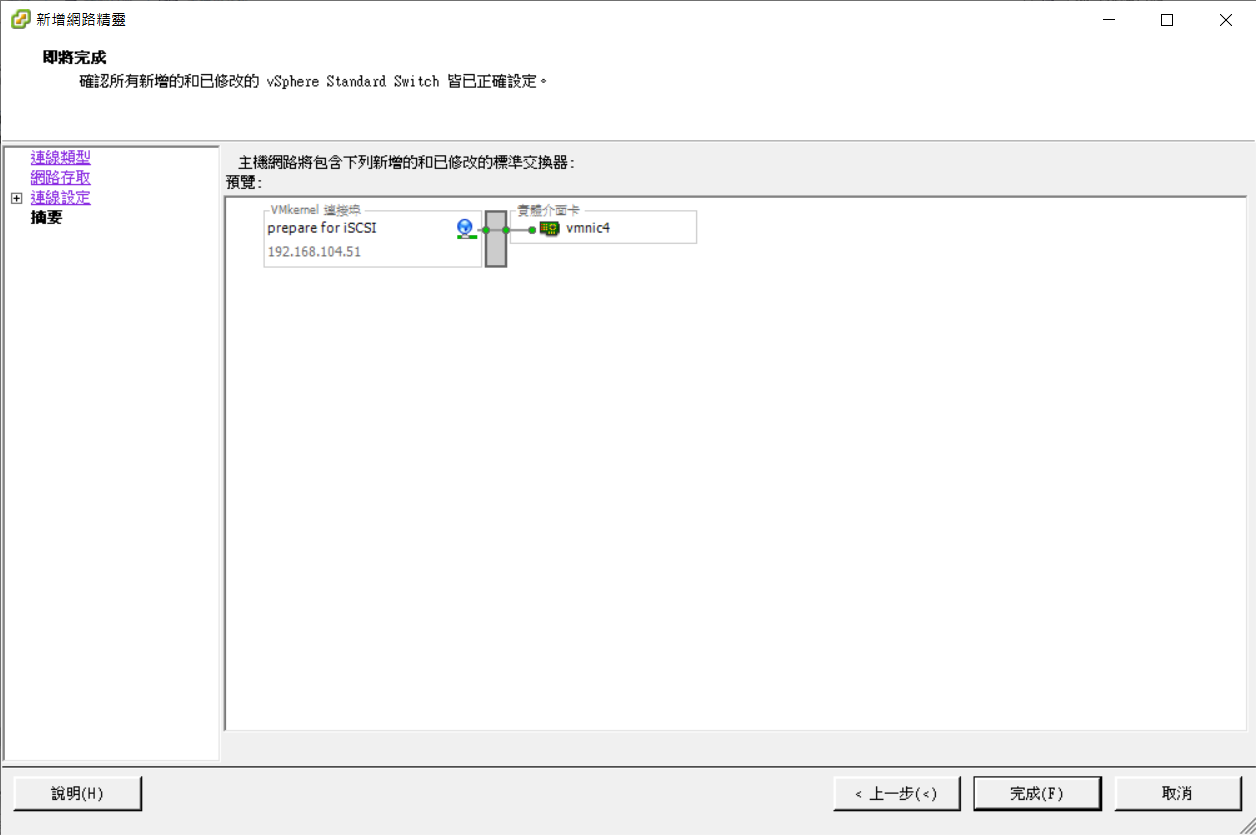 新增網路精靈
即將完成
確認所有新增的和已修改的 vSphere Standard Switch 皆已正確設定。
連線類型
網路存取
連線設定
摘要
主機網路將包含下列新增的和已修改的標準交換器:
預覽:
VMkernel 連接埠
prepare for iSCSI
192.168.104.51
實體介面卡
vmnic4
說明(H)
< 上一步(<)
完成(F)
取消